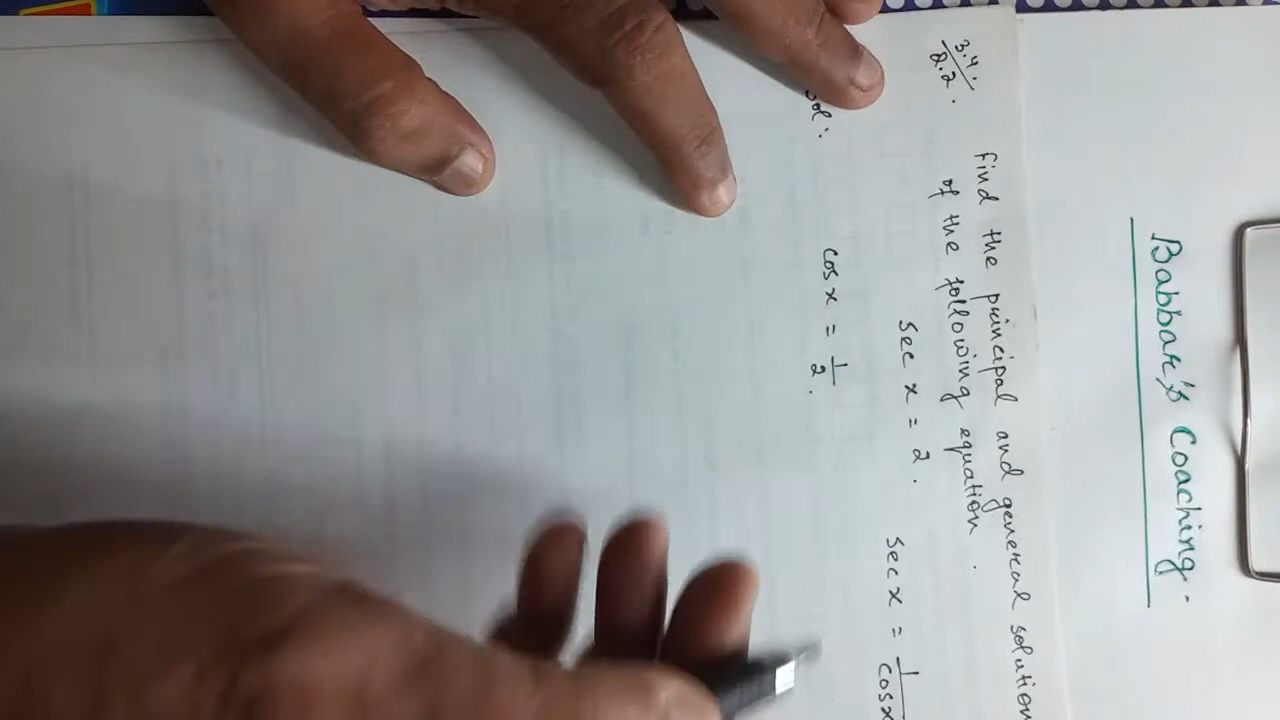 Babbar's Coaching.
3.4.
Q.2.
Find the principal and general solution
of the following equation.
sec x = 2.
sec x = 1/cos x
Sol:
cos x = 1/2.